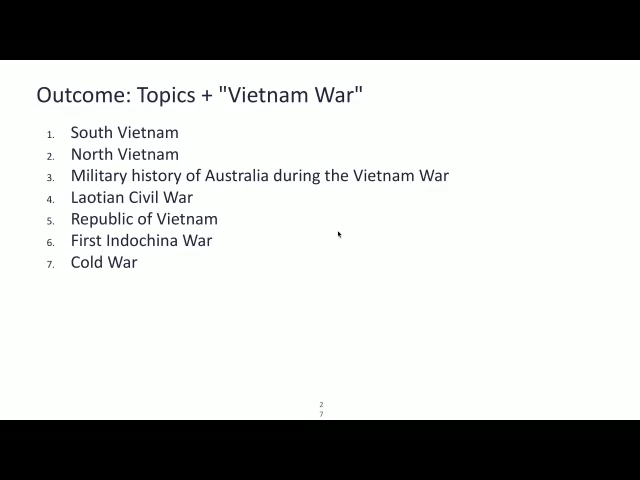 Outcome: Topics + "Vietnam War"
1. South Vietnam
2. North Vietnam
3. Military history of Australia during the Vietnam War
4. Laotian Civil War
5. Republic of Vietnam
6. First Indochina War
7. Cold War
2
7